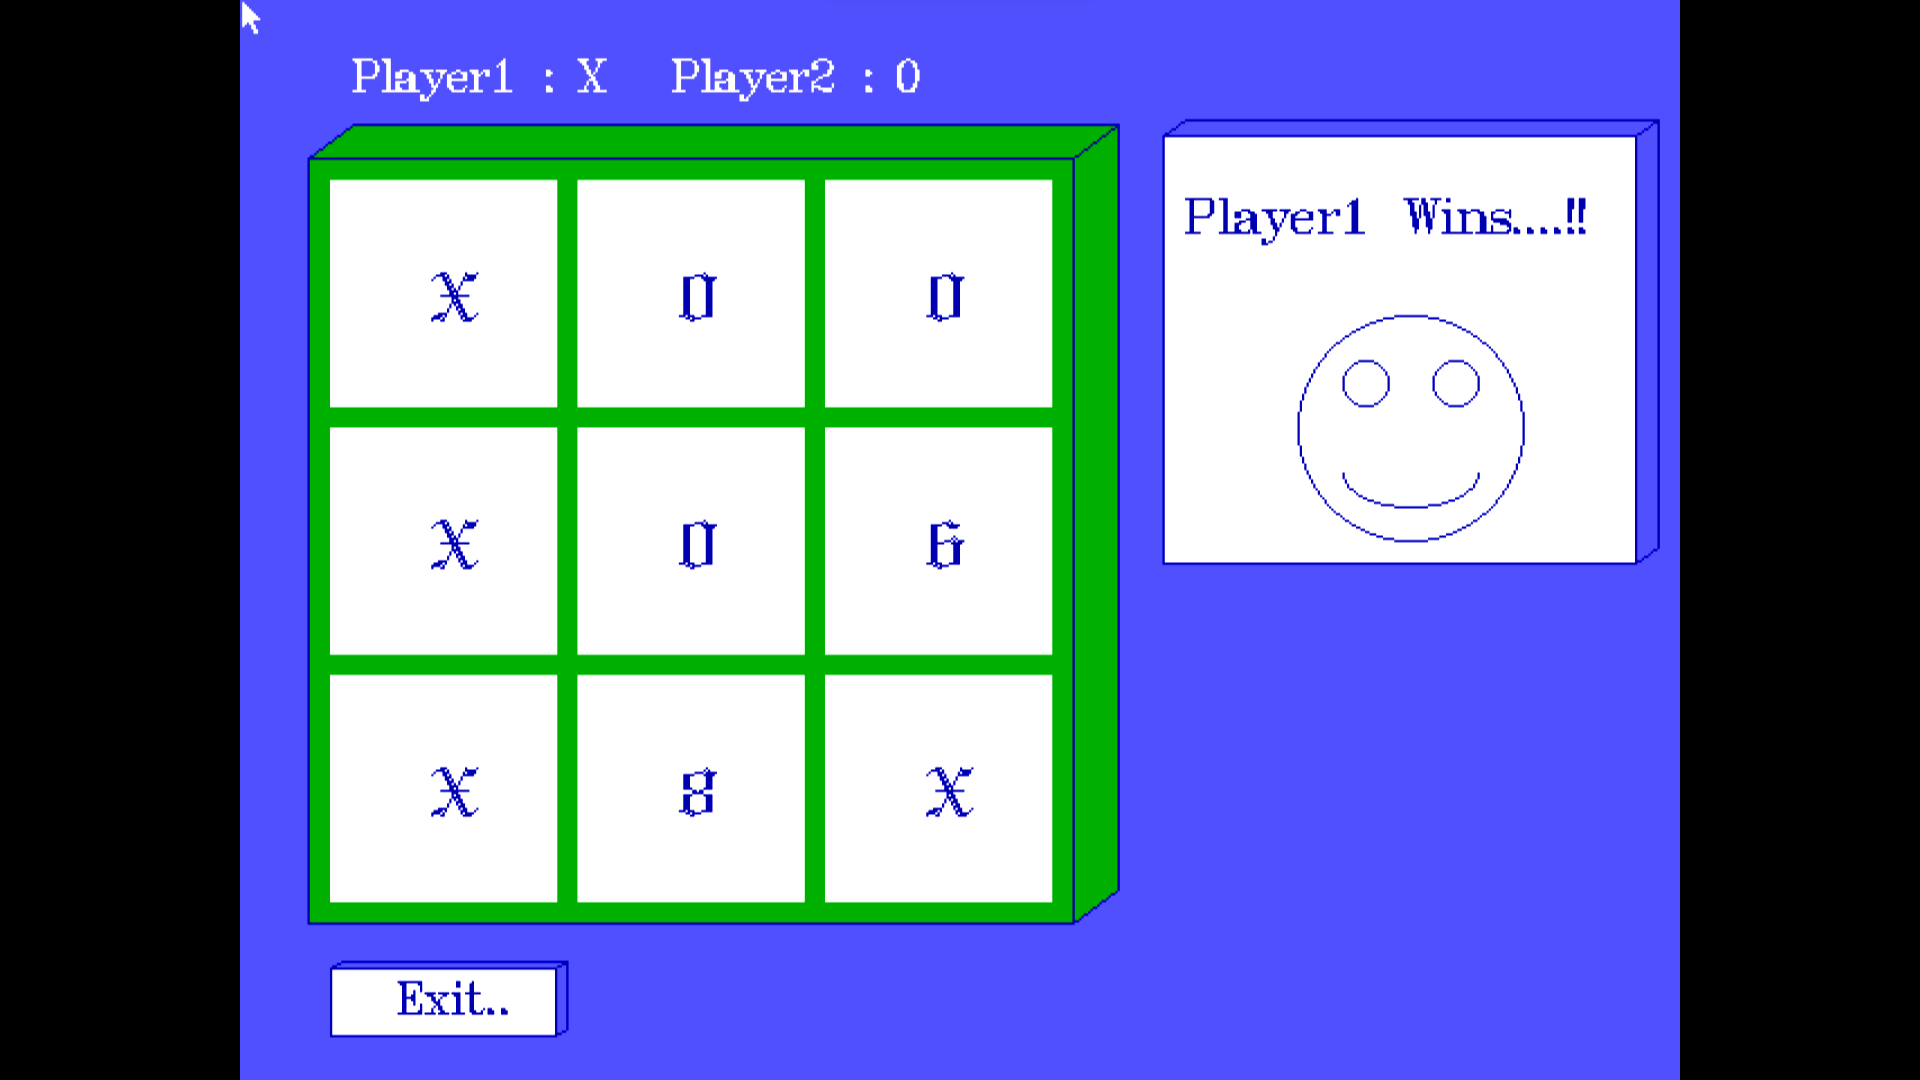 Player1 : X Player2 : 0
Player1 Wins....!!
X 0 0
X 0 6
X 8 X
Exit..